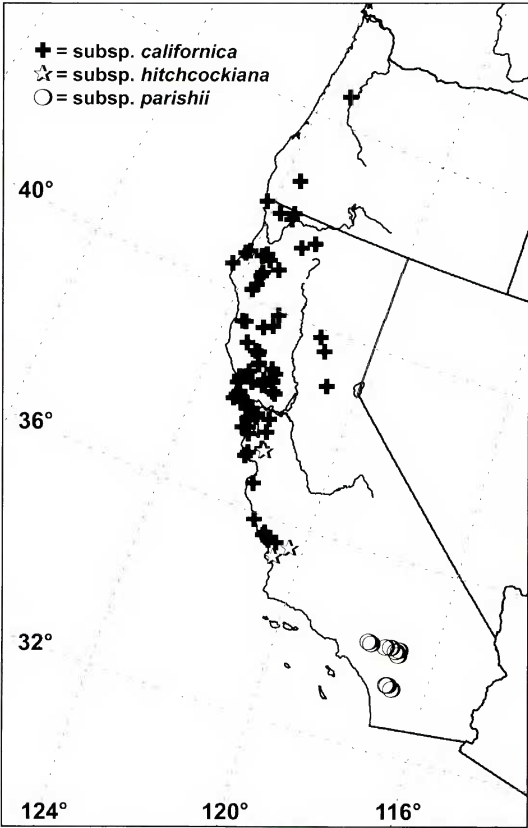 ✚ = subsp. californica
☆ = subsp. hitchcockiana
○ = subsp. parishii
40°
36°
32°
124°
120°
116°